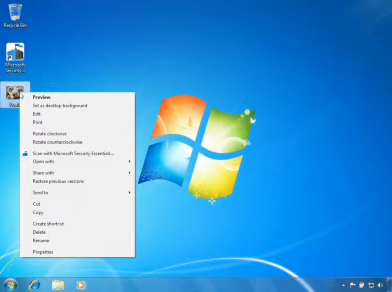 Recycle Bin
Microsoft
Security...
Preview
Set as desktop background
Edit
Print
Rotate clockwise
Rotate counterclockwise
Scan with Microsoft Security Essentials...
Open with
Share with
Restore previous versions
Send to
Cut
Copy
Create shortcut
Delete
Rename
Properties